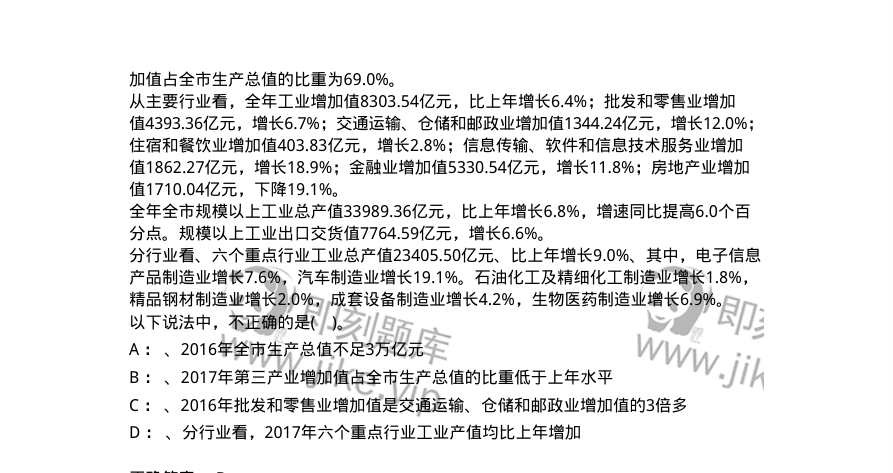 加值占全市生产总值的比重为69.0%。
从主要行业看，全年工业增加值8303.54亿元，比上年增长6.4%；批发和零售业增加
值4393.36亿元，增长6.7%；交通运输、仓储和邮政业增加值1344.24亿元，增长12.0%；
住宿和餐饮业增加值403.83亿元，增长2.8%；信息传输、软件和信息技术服务业增加
值1862.27亿元，增长18.9%；金融业增加值5330.54亿元，增长11.8%；房地产业增加
值1710.04亿元，下降19.1%。
全年全市规模以上工业总产值33989.36亿元，比上年增长6.8%，增速同比提高6.0个百
分点。规模以上工业出口交货值7764.59亿元，增长6.6%。
分行业看、六个重点行业工业总产值23405.50亿元、比上年增长9.0%、其中，电子信息
产品制造业增长7.6%，汽车制造业增长19.1%。石油化工及精细化工制造业增长1.8%，
精品钢材制造业增长2.0%，成套设备制造业增长4.2%，生物医药制造业增长6.9%。
以下说法中，不正确的是( )。
A： 、2016年全市生产总值不足3万亿元
B： 、2017年第三产业增加值占全市生产总值的比重低于上年水平
C： 、2016年批发和零售业增加值是交通运输、仓储和邮政业增加值的3倍多
D： 、分行业看，2017年六个重点行业工业产值均比上年增加
即刻题库
www.jike.vip
即刻
www.jike